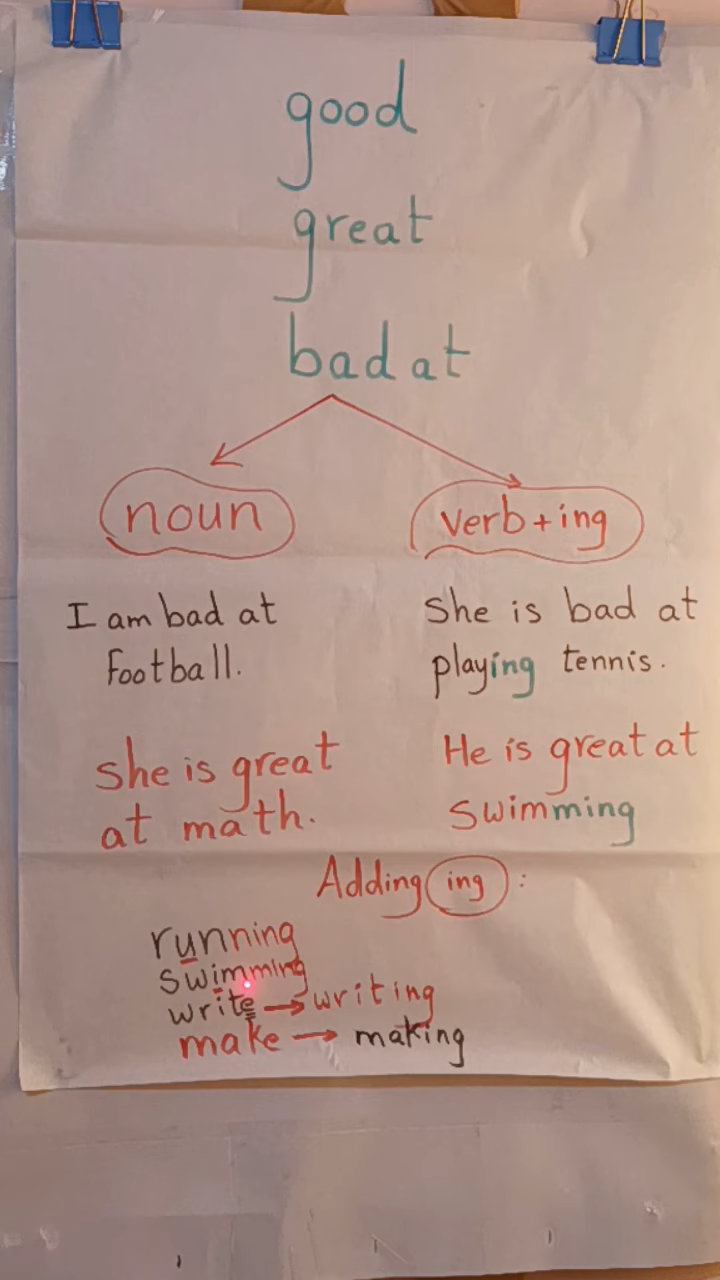 good
great
bad at
noun
verb+ing
I am bad at
football.
She is bad at
playing tennis.
she is great
at math.
He is great at
swimming
Adding ing :
running
swimming
write → writing
make → making